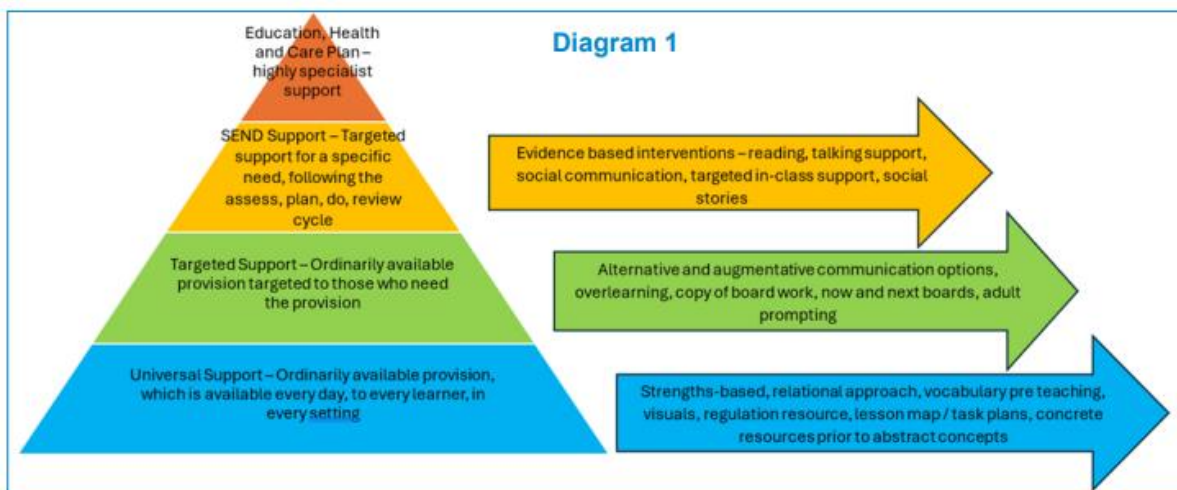 Diagram 1
Education, Health
and Care Plan –
highly specialist
support
SEND Support – Targeted
support for a specific
need, following the
assess, plan, do, review
cycle
Evidence based interventions – reading, talking support,
social communication, targeted in-class support, social
stories
Targeted Support – Ordinarily available
provision targeted to those who need
the provision
Alternative and augmentative communication options,
overlearning, copy of board work, now and next boards, adult
prompting
Universal Support – Ordinarily available provision,
which is available every day, to every learner, in
every setting
Strengths-based, relational approach, vocabulary pre teaching,
visuals, regulation resource, lesson map / task plans, concrete
resources prior to abstract concepts